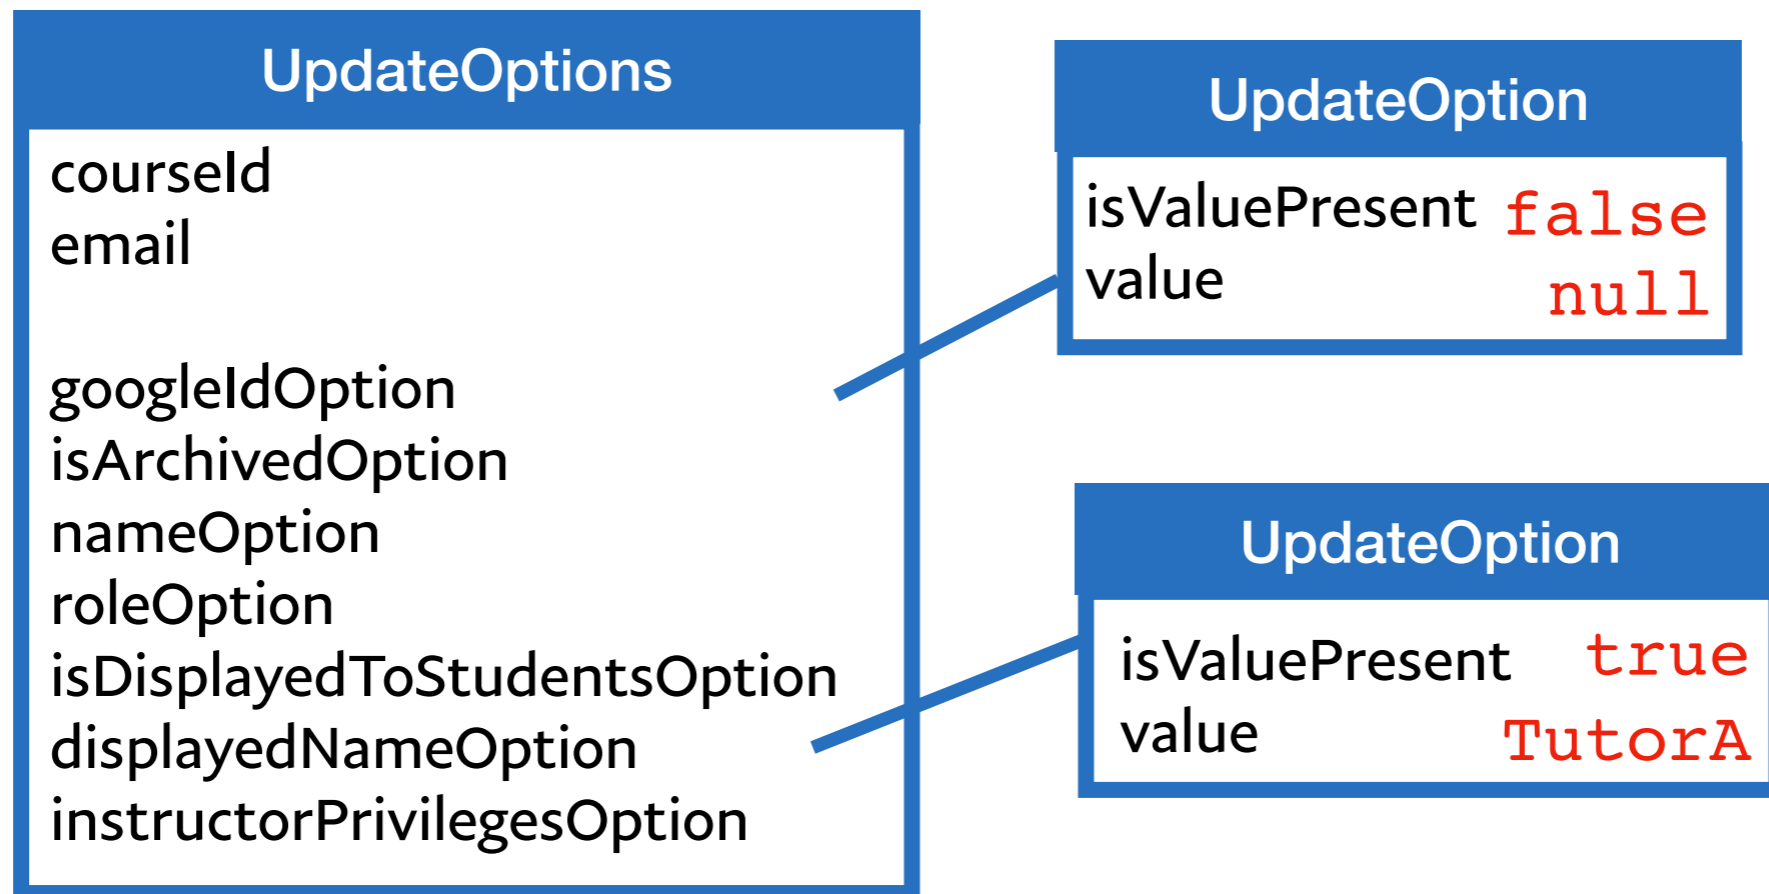 UpdateOptions
courseId
email
googleIdOption
isArchivedOption
nameOption
roleOption
isDisplayedToStudentsOption
displayedNameOption
instructorPrivilegesOption
UpdateOption
isValuePresent false
value null
UpdateOption
isValuePresent true
value TutorA